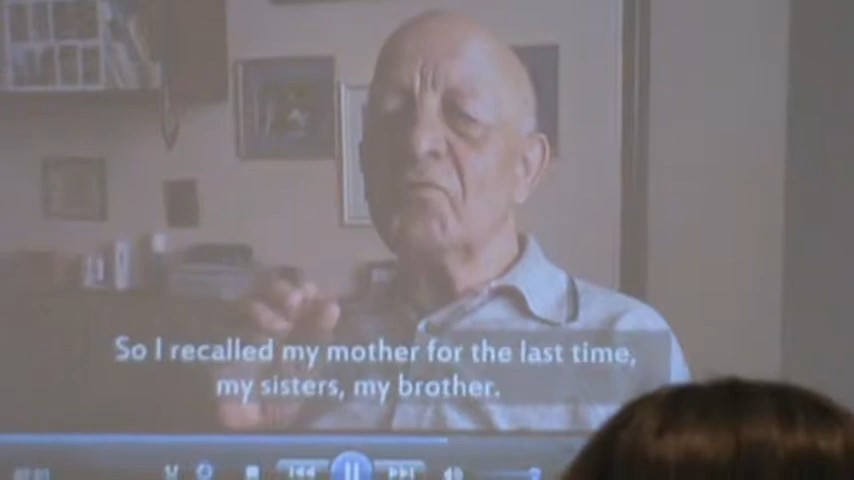 So I recalled my mother for the last time,
my sisters, my brother.